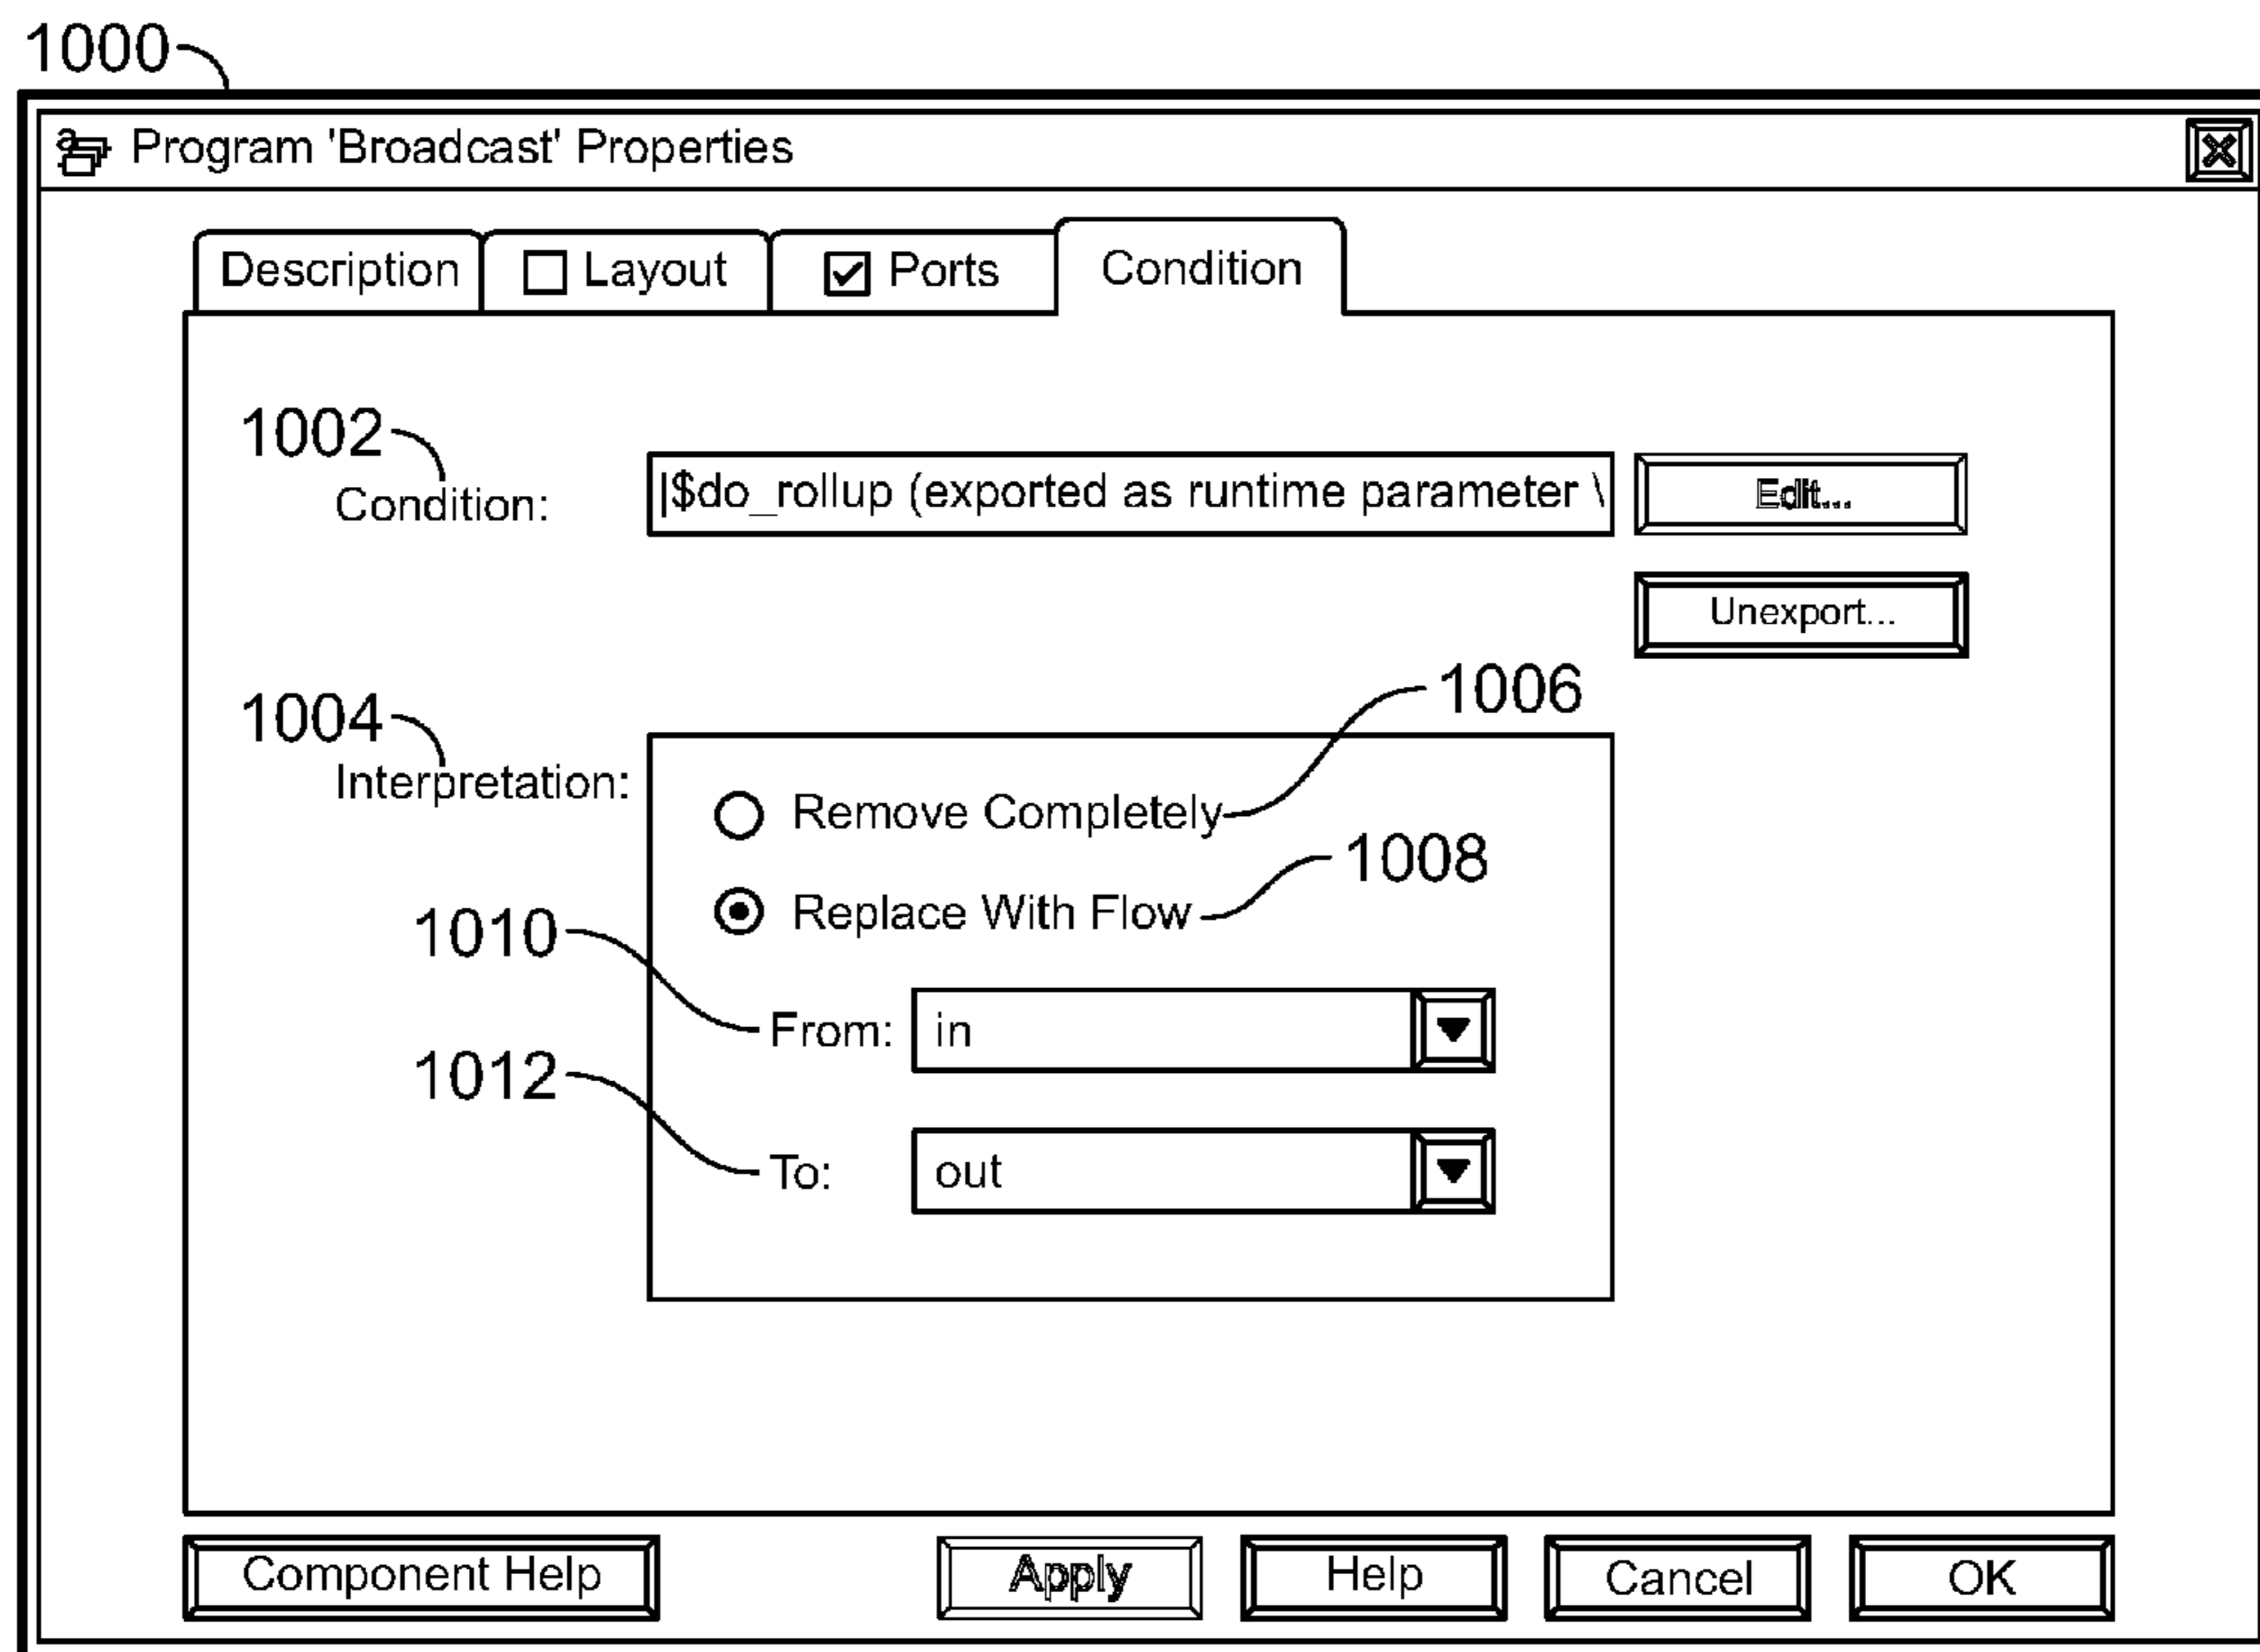 1000
Program 'Broadcast' Properties
Description Layout Ports Condition
1002
Condition: |$do_rollup (exported as runtime parameter \ Edit...
Unexport...
1006
1004
Interpretation:
Remove Completely
1008
Replace With Flow
1010
From: in
1012
To: out
Component Help Apply Help Cancel OK